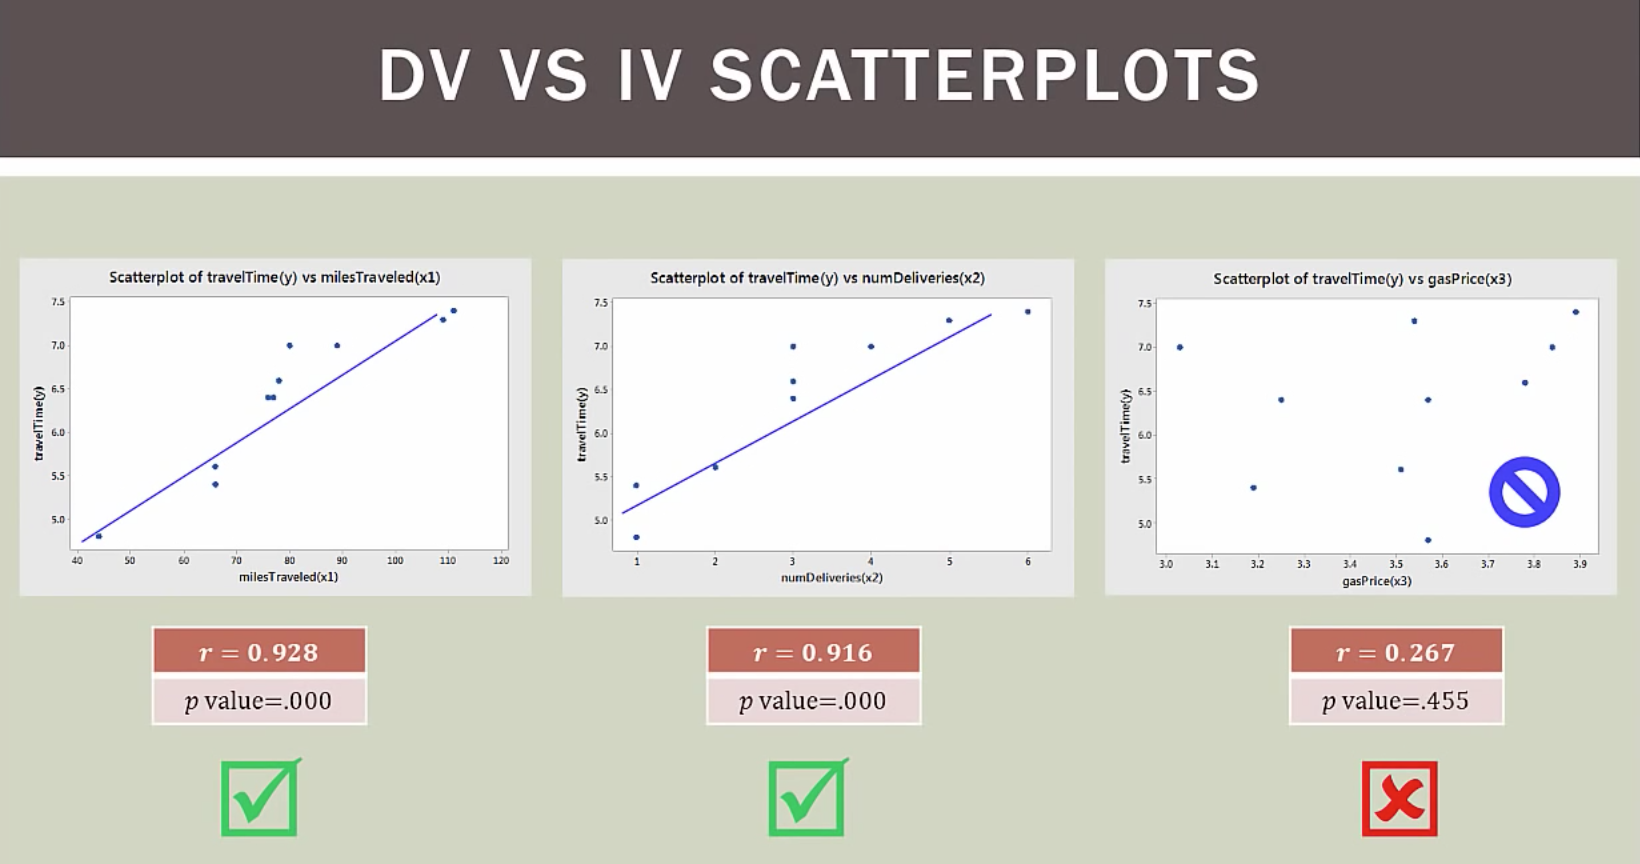 DV VS IV SCATTERPLOTS
Scatterplot of travelTime(y) vs milesTraveled(x1)
7.5
7.0
6.5
6.0
5.5
5.0
travelTime(y)
40 50 60 70 80 90 100 110 120
milesTraveled(x1)
r = 0.928
p value=.000
Scatterplot of travelTime(y) vs numDeliveries(x2)
7.5
7.0
6.5
6.0
5.5
5.0
travelTime(y)
1 2 3 4 5 6
numDeliveries(x2)
r = 0.916
p value=.000
Scatterplot of travelTime(y) vs gasPrice(x3)
7.5
7.0
6.5
6.0
5.5
5.0
travelTime(y)
3.0 3.1 3.2 3.3 3.4 3.5 3.6 3.7 3.8 3.9
gasPrice(x3)
r = 0.267
p value=.455